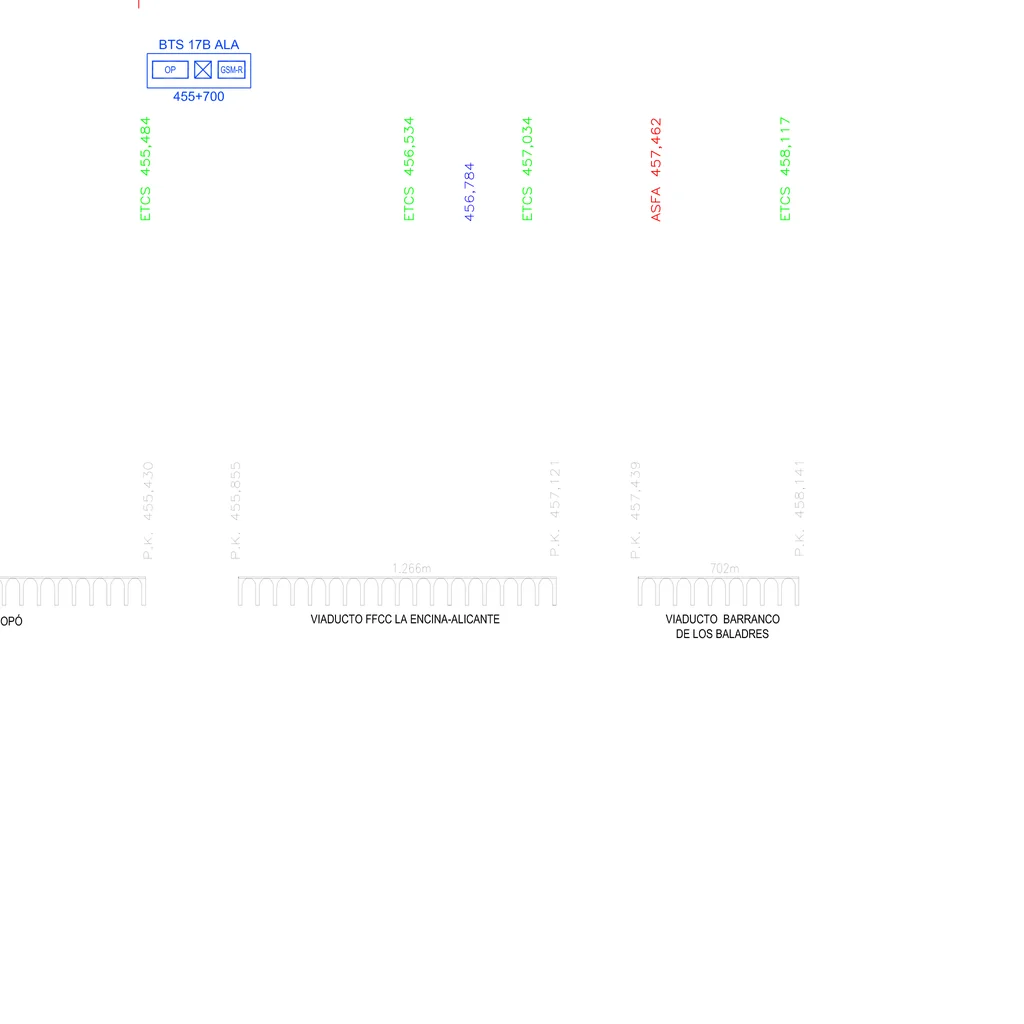 BTS 17B ALA
OP
GSM-R
455+700
ETCS 455,484
ETCS 456,534
456,784
ETCS 457,034
ASFA 457,462
ETCS 458,117
P.K. 455,430
P.K. 455,855
P.K. 457,121
P.K. 457,439
P.K. 458,141
1.266m
702m
OPÓ
VIADUCTO FFCC LA ENCINA-ALICANTE
VIADUCTO BARRANCO
DE LOS BALADRES